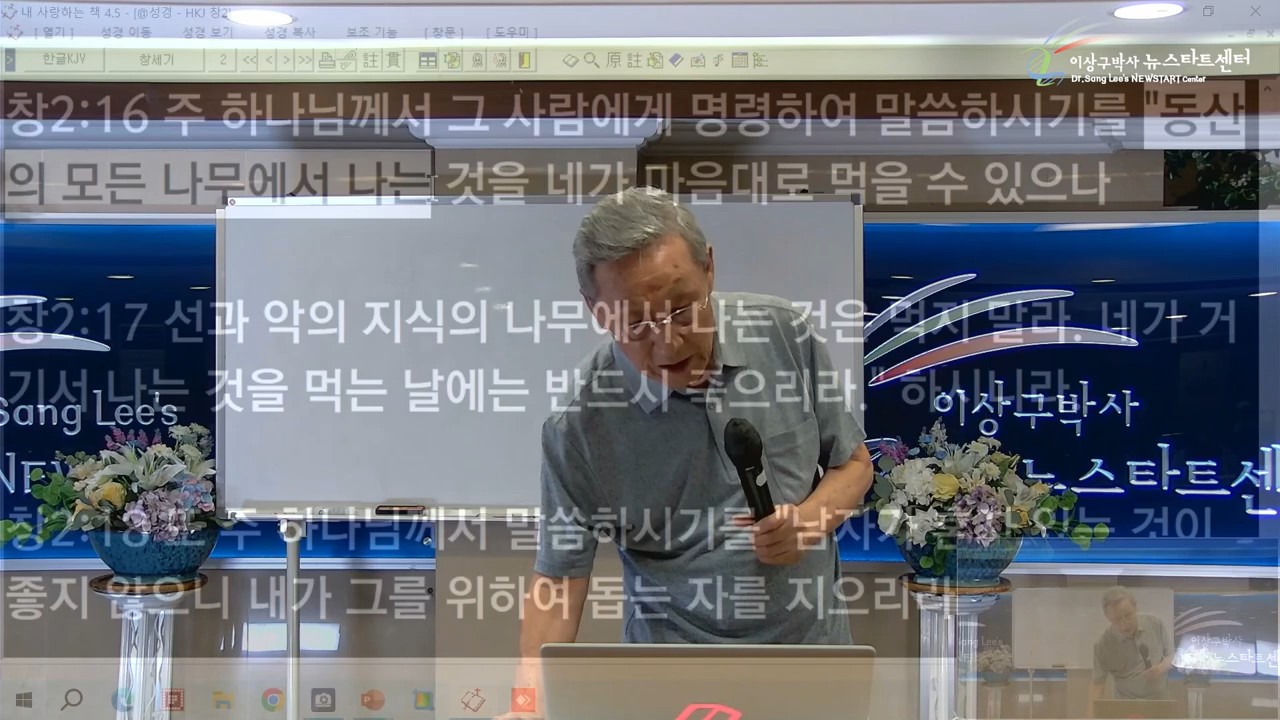 내 사랑하는 책 4.5 - [@성경 - HKJ 창2
[ 열기 ] 성경 이동 성경 보기 성경 복사 보조 기능 [ 창문 ] [ 도우미 ]
한글KJV 창세기 2 << < > >> 原 註
이상구박사 뉴스타트센터
Dr. Sang Lee's NEWSTART Center
창2:16 주 하나님께서 그 사람에게 명령하여 말씀하시기를 "동산
의 모든 나무에서 나는 것을 네가 마음대로 먹을 수 있으나
창2:17 선과 악의 지식의 나무에서 나는 것은 먹지 말라. 네가 거
기서 나는 것을 먹는 날에는 반드시 죽으리라." 하시니라.
Sang Lee's
이상구박사
뉴스타트센
창2:18 또 주 하나님께서 말씀하시기를 "남자가 것이
좋지 않으니 내가 그를 위하여 돕는 자를 지으리라